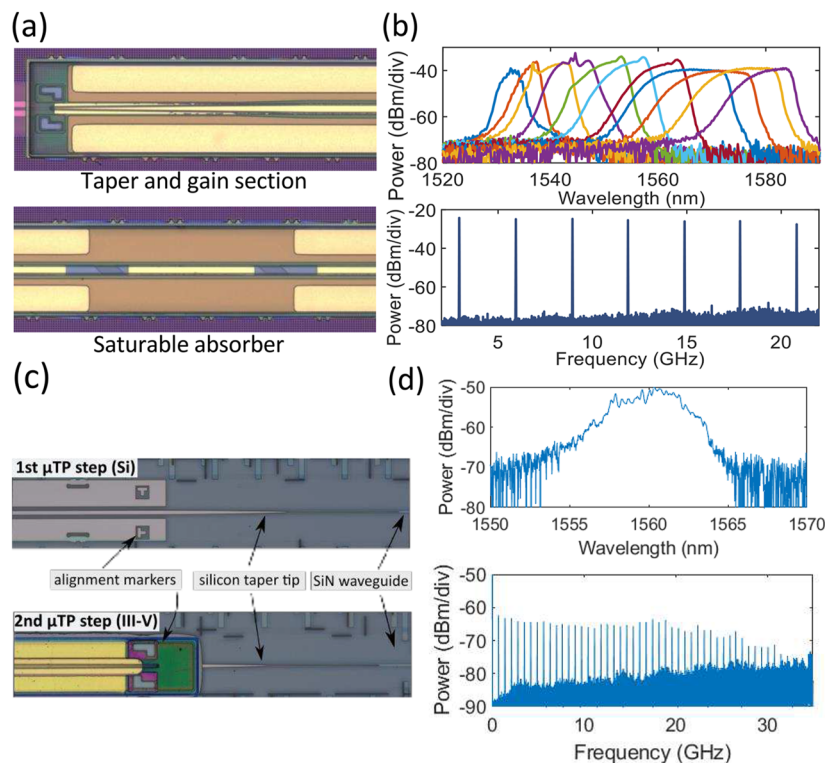 (a)
Taper and gain section
Saturable absorber
(b)
Power (dBm/div)
-20
-40
-60
-80
1520
1540
1560
1580
Wavelength (nm)
Power (dBm/div)
-20
-40
-60
-80
5
10
15
20
Frequency (GHz)
(c)
1st µTP step (Si)
alignment markers
silicon taper tip
SiN waveguide
2nd µTP step (III-V)
(d)
Power (dBm/div)
-50
-60
-70
-80
1550
1555
1560
1565
1570
Wavelength (nm)
Power (dBm/div)
-50
-60
-70
-80
-90
0
10
20
30
Frequency (GHz)